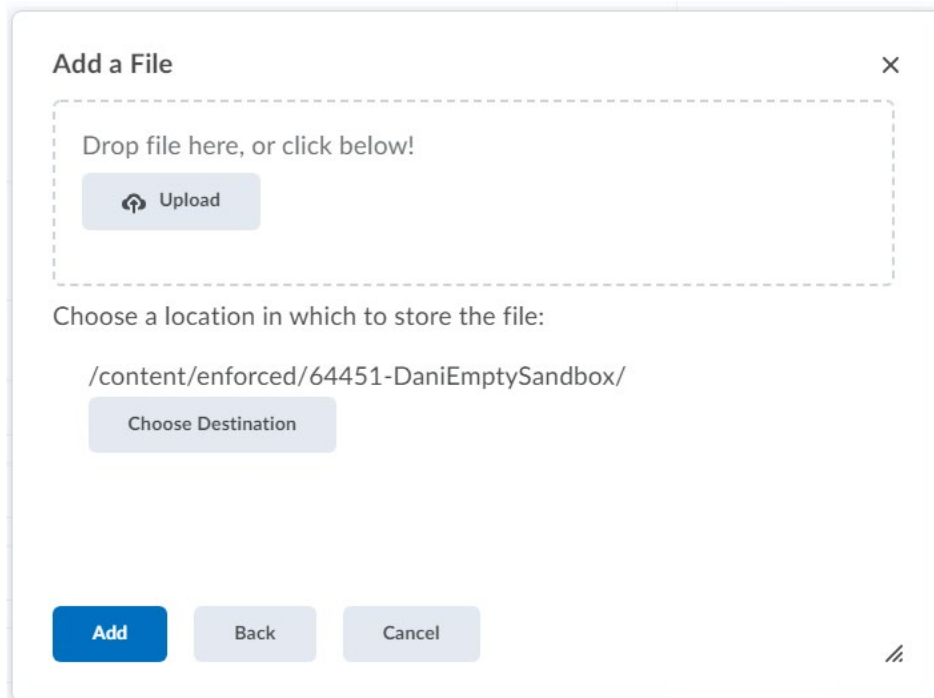 Add a File
Drop file here, or click below!
Upload
Choose a location in which to store the file:
/content/enforced/64451-DaniEmptySandbox/
Choose Destination
Add Back Cancel